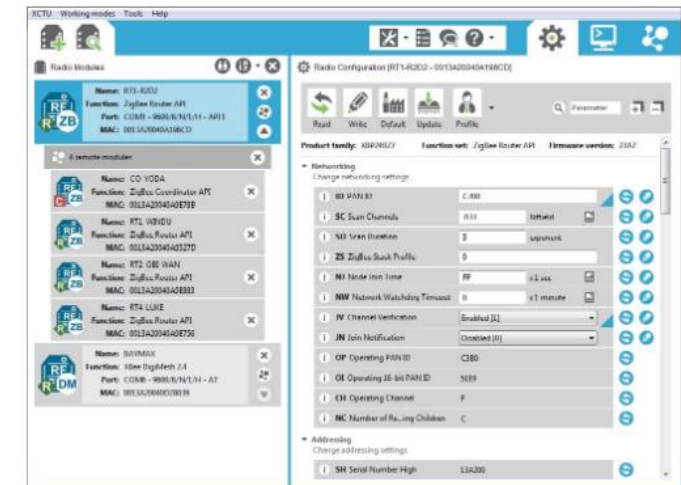 XCTU Working modes Tools Help
Radio Modules
Radio Configuration [RT1-R2D2 - 0013A20040A198CD]
Name: RT1-R2D2
Function: ZigBee Router API
Port: COM1 - 9600/8/N/1/H - API1
MAC: 0013A20040A198CD
4 remote modules
Name: CO YODA
Function: ZigBee Coordinator API
MAC: 0013A20040A9E78B
Name: RT1 WINDU
Function: ZigBee Router API
MAC:
Name: RT2 OBI WAN
Function: ZigBee Router API
MAC:
Name: RT4 LUKE
Function: ZigBee Router API
MAC: 0013A20040A9E756
Name: BAYMAX
Function: XBee DigiMesh 2.4
Port: COM8 - 9600/8/N/1/H - AT
MAC:
Read Write Default Update Profile
Parameter
Product family: XBP24BZ7 Function set: ZigBee Router API Firmware version: 23A7
Networking
Change networking settings
ID PAN ID C3B0
SC Scan Channels 7FFF Bitfield
SD Scan Duration 3 exponent
ZS ZigBee Stack Profile 0
NJ Node Join Time FF x 1 sec
NW Network Watchdog Timeout 0 x 1 minute
JV Channel Verification Enabled [1]
JN Join Notification Disabled [0]
OP Operating PAN ID C3B0
OI Operating 16-bit PAN ID 5EE9
CH Operating Channel F
NC Number of Re...ing Children C
Addressing
Change addressing settings
SH Serial Number High 13A200